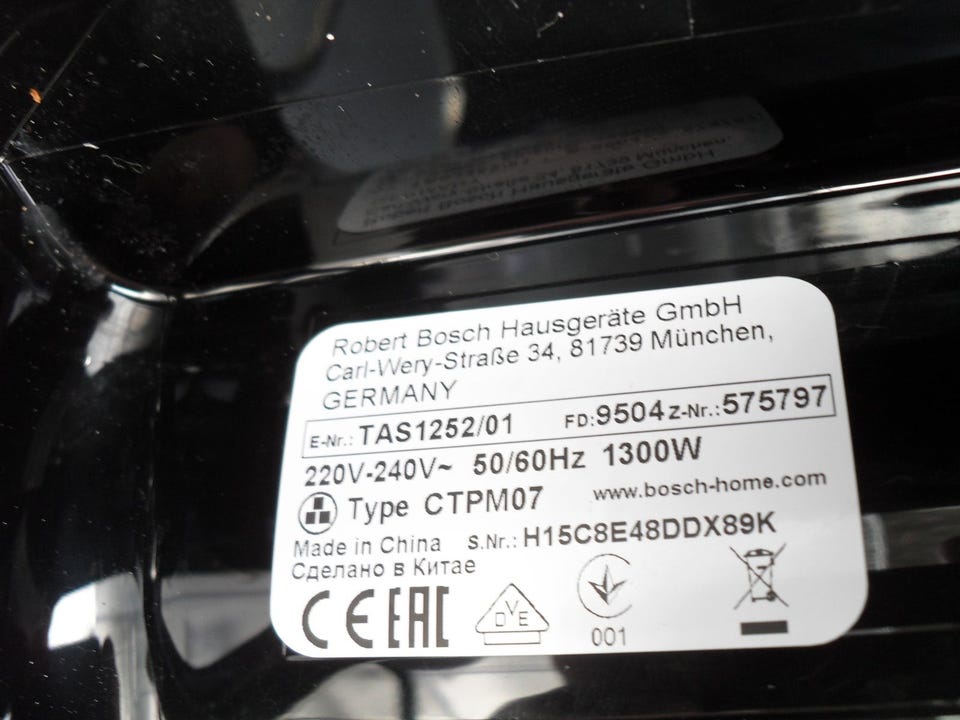 Robert Bosch Hausgeräte GmbH
Carl-Wery-Straße 34, 81739 München,
GERMANY
E-Nr.: TAS1252/01 FD: 9504 Z-Nr.: 575797
220V-240V~ 50/60Hz 1300W
Type CTPM07 www.bosch-home.com
Made in China S.Nr.: H15C8E48DDX89K
Сделано в Китае
CE EAC DVE 001